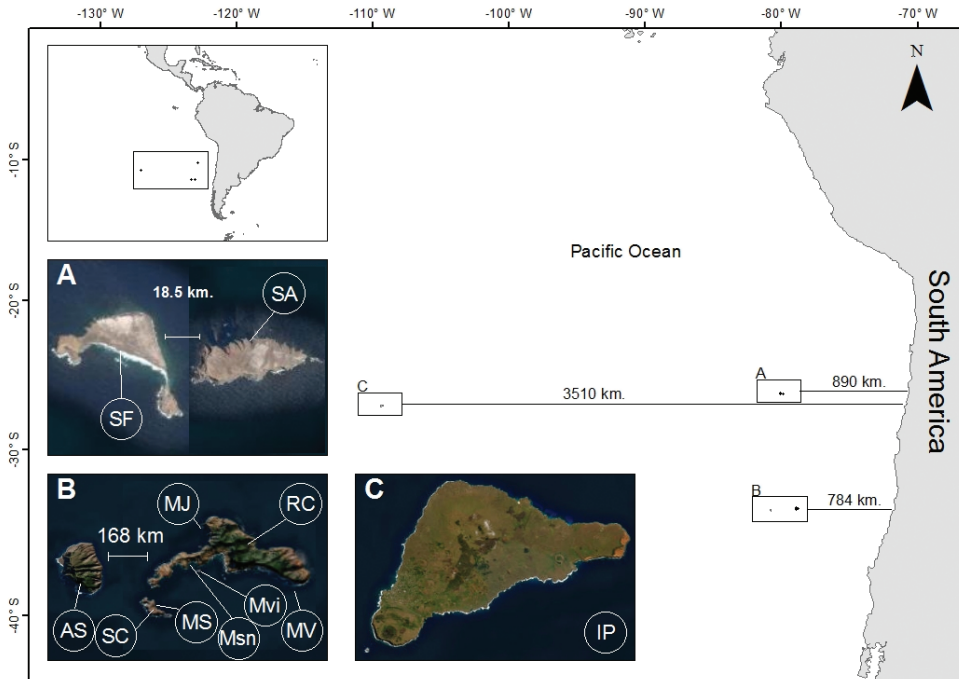 -130° W -120° W -110° W -100° W -90° W -80° W -70° W
-10°S
-20°S
-30°S
-40°S
N
Pacific Ocean
South America
A
18.5 km.
SA
SF
C
3510 km.
A
890 km.
B
784 km.
B
168 km
MJ
RC
AS
SC
MS
Msn
Mvi
MV
C
IP